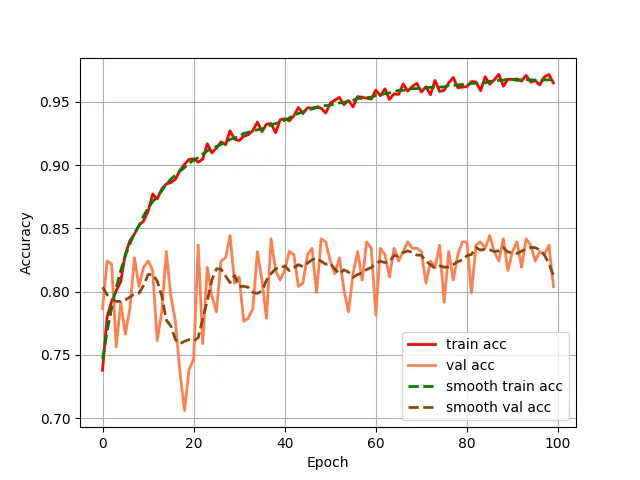 0.95
0.90
0.85
0.80
0.75
0.70
Accuracy
0 20 40 60 80 100
Epoch
train acc
val acc
smooth train acc
smooth val acc